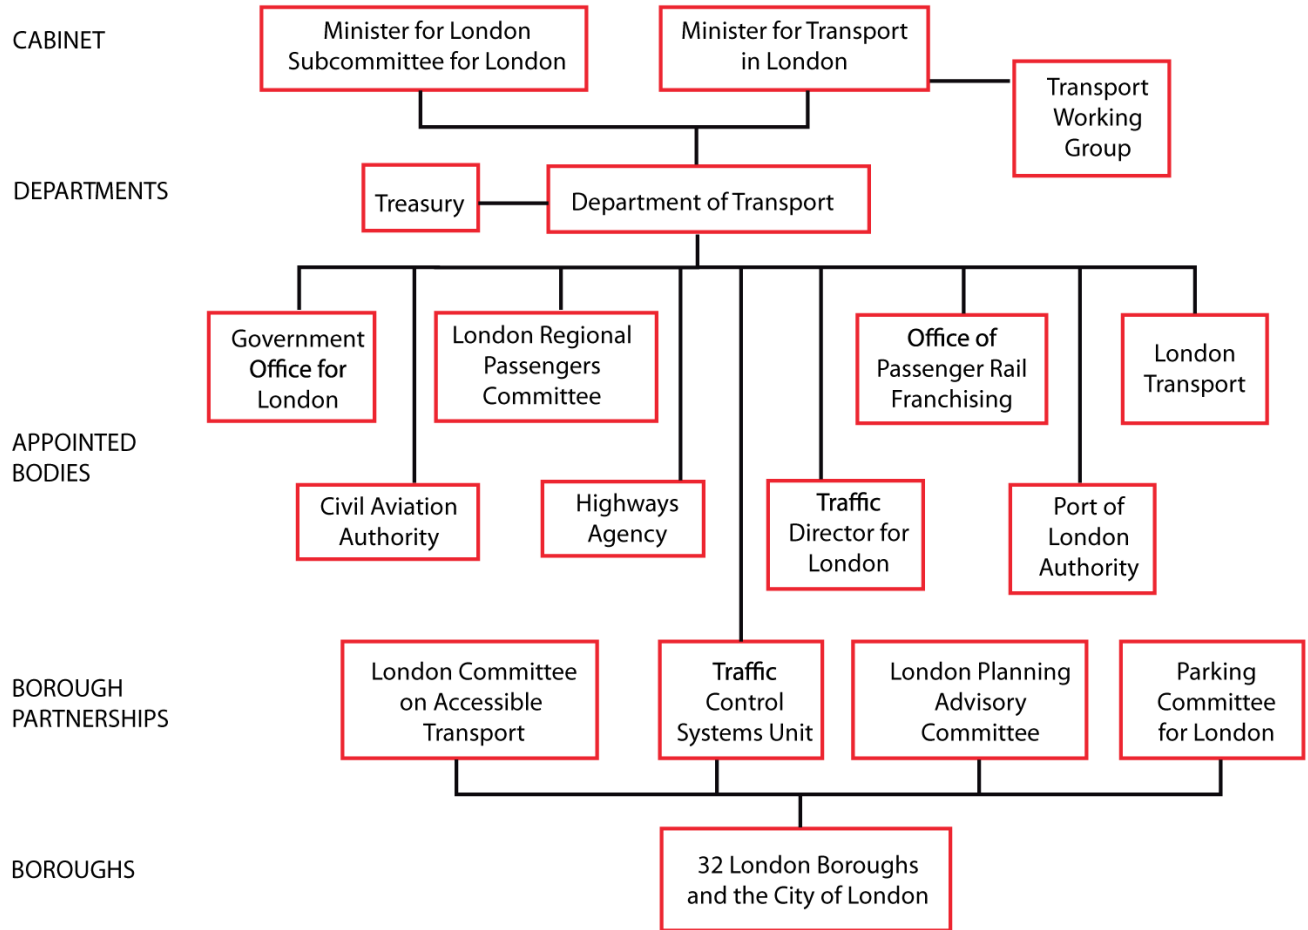 CABINET
Minister for London
Subcommittee for London
Minister for Transport
in London
Transport
Working
Group
DEPARTMENTS
Treasury
Department of Transport
APPOINTED
BODIES
Government
Office for
London
London Regional
Passengers
Committee
Office of
Passenger Rail
Franchising
London
Transport
Civil Aviation
Authority
Highways
Agency
Traffic
Director for
London
Port of
London
Authority
BOROUGH
PARTNERSHIPS
London Committee
on Accessible
Transport
Traffic
Control
Systems Unit
London Planning
Advisory
Committee
Parking
Committee
for London
BOROUGHS
32 London Boroughs
and the City of London